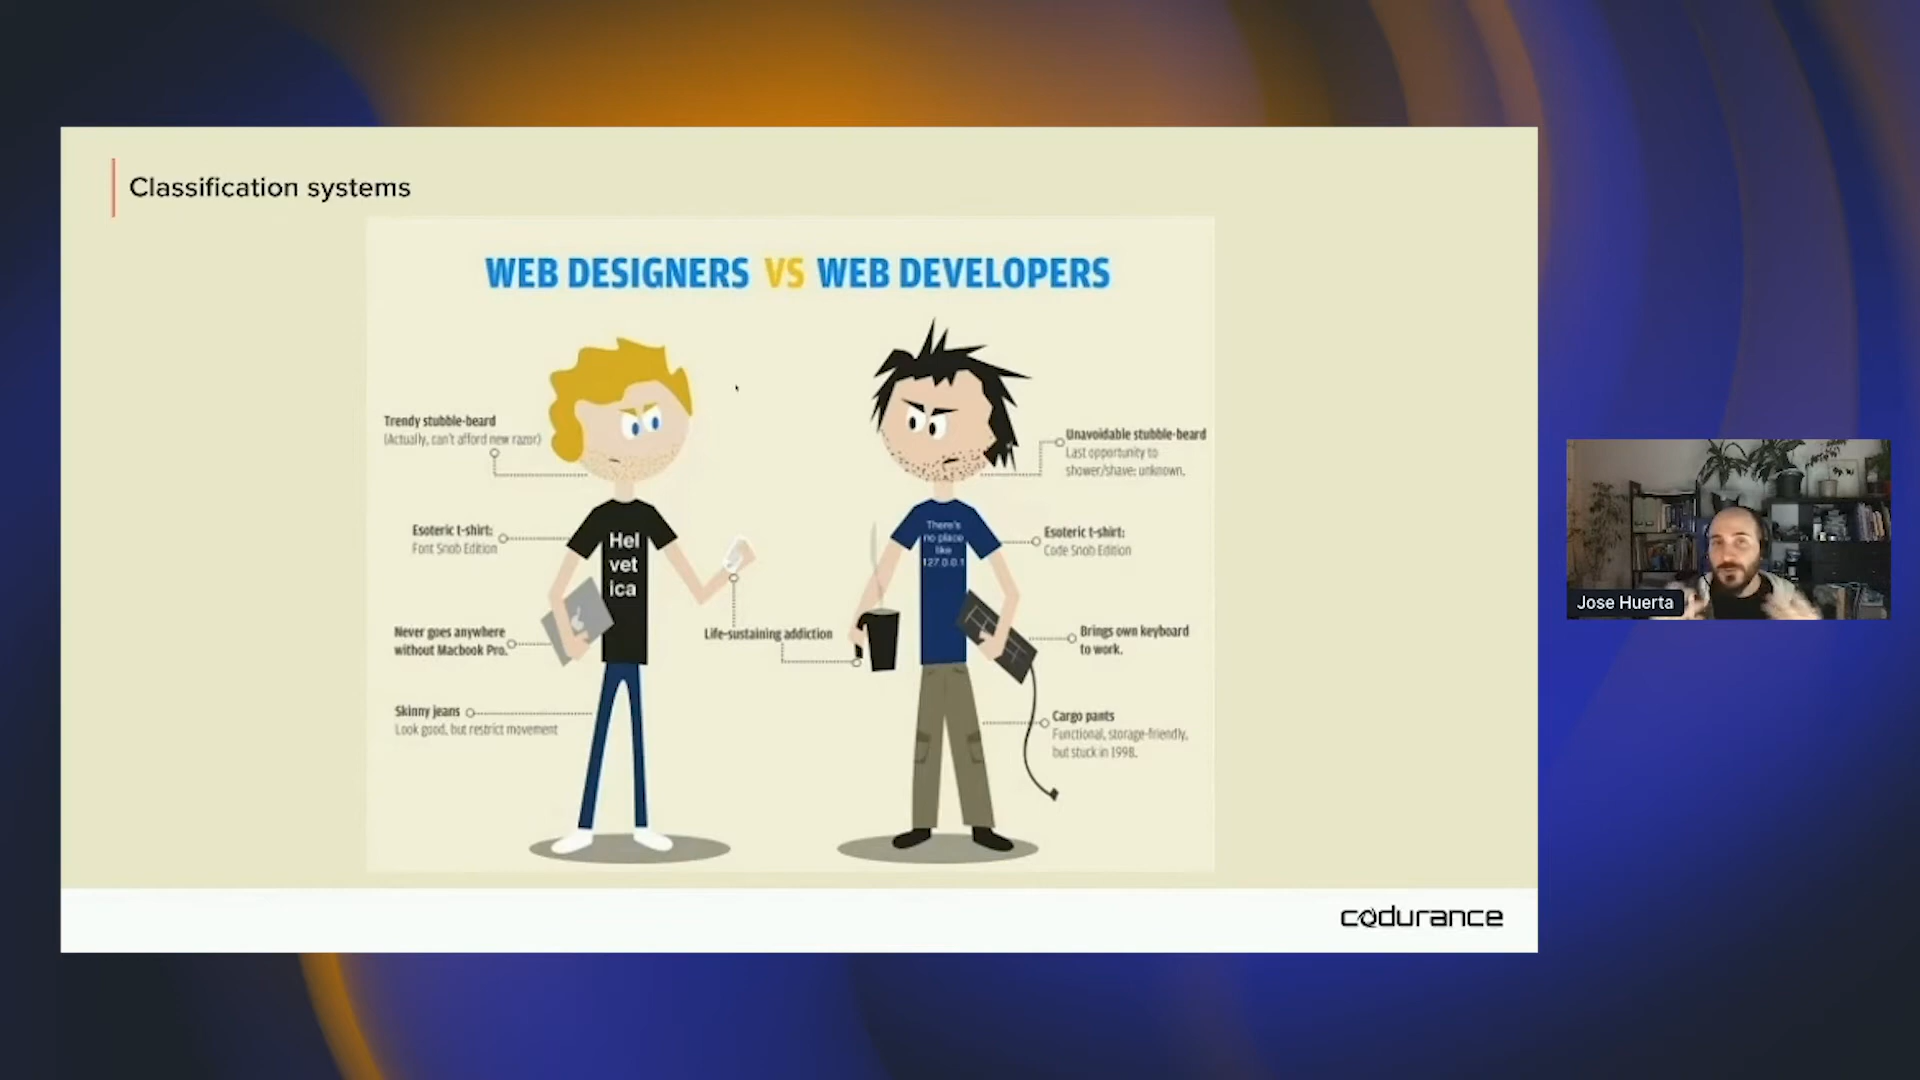 Classification systems
WEB DESIGNERS VS WEB DEVELOPERS
Trendy stubble-beard
(Actually, can't afford new razor)
Esoteric t-shirt:
Font Snob Edition
Hel
vet
ica
Never goes anywhere
without Macbook Pro.
Skinny jeans
Look good, but restrict movement
Life-sustaining addiction
Unavoidable stubble-beard
Last opportunity to
shower/shave: unknown.
There's
no place
like
127.0.0.1
Esoteric t-shirt:
Code Snob Edition
Brings own keyboard
to work.
Cargo pants
Functional, storage-friendly,
but stuck in 1998.
codurance
Jose Huerta